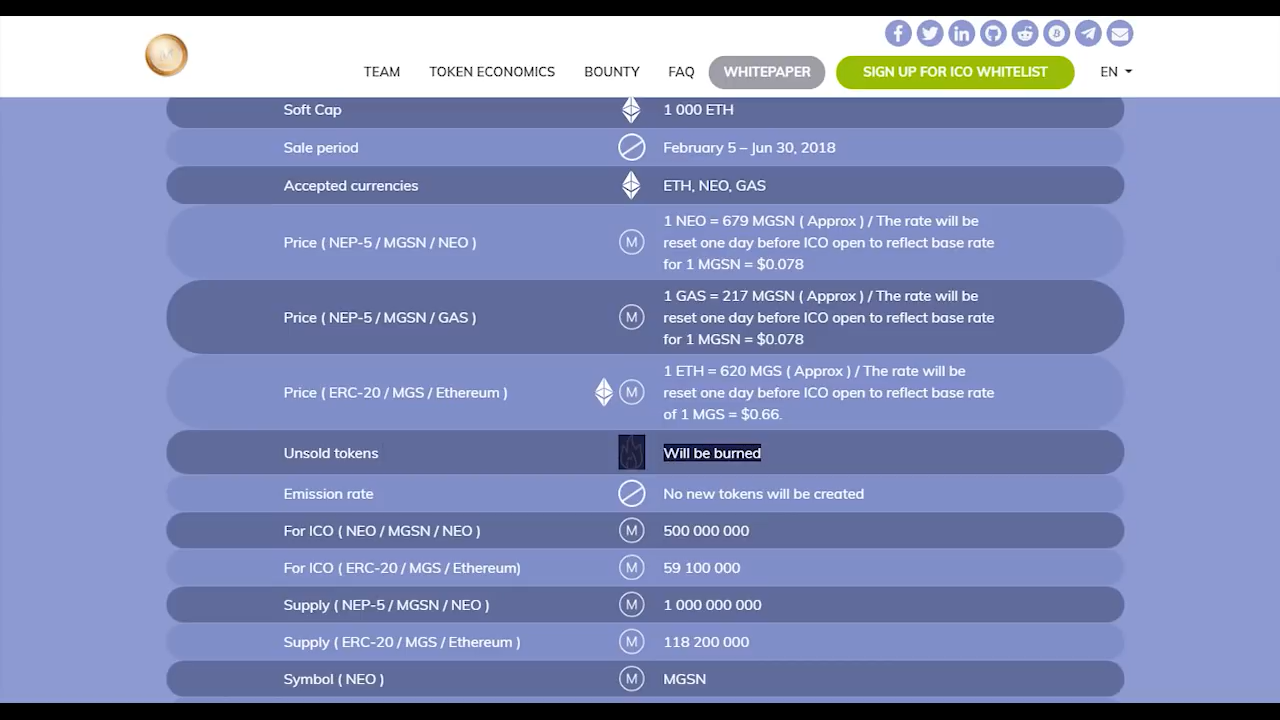 TEAM
TOKEN ECONOMICS
BOUNTY
FAQ
WHITEPAPER
SIGN UP FOR ICO WHITELIST
EN
Soft Cap
1 000 ETH
Sale period
February 5 – Jun 30, 2018
Accepted currencies
ETH, NEO, GAS
Price ( NEP-5 / MGSN / NEO )
1 NEO = 679 MGSN ( Approx ) / The rate will be
reset one day before ICO open to reflect base rate
for 1 MGSN = $0.078
Price ( NEP-5 / MGSN / GAS )
1 GAS = 217 MGSN ( Approx ) / The rate will be
reset one day before ICO open to reflect base rate
for 1 MGSN = $0.078
Price ( ERC-20 / MGS / Ethereum )
M
1 ETH = 620 MGS ( Approx ) / The rate will be
reset one day before ICO open to reflect base rate
of 1 MGS = $0.66.
Unsold tokens
Will be burned
Emission rate
No new tokens will be created
For ICO ( NEO / MGSN / NEO )
M
500 000 000
For ICO ( ERC-20 / MGS / Ethereum)
M
59 100 000
Supply ( NEP-5 / MGSN / NEO )
M
1 000 000 000
Supply ( ERC-20 / MGS / Ethereum )
M
118 200 000
Symbol ( NEO )
M
MGSN